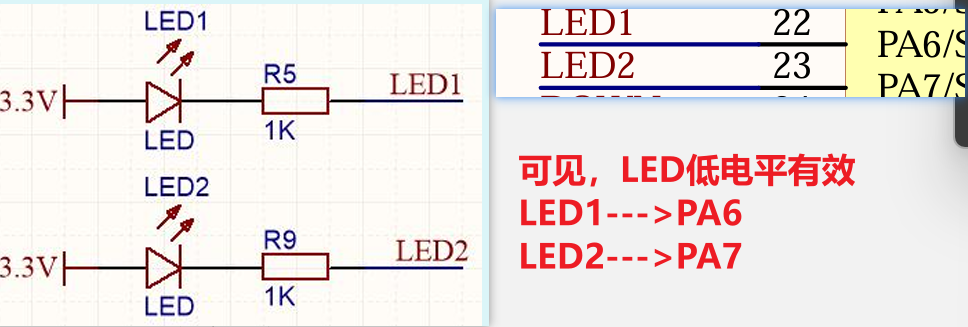 LED1
R5
LED1
3.3V
LED
1K
LED2
R9
LED2
3.3V
LED
1K
LED1 22
PA6/S
LED2 23
PA7/S
可见，LED低电平有效
LED1--->PA6
LED2--->PA7